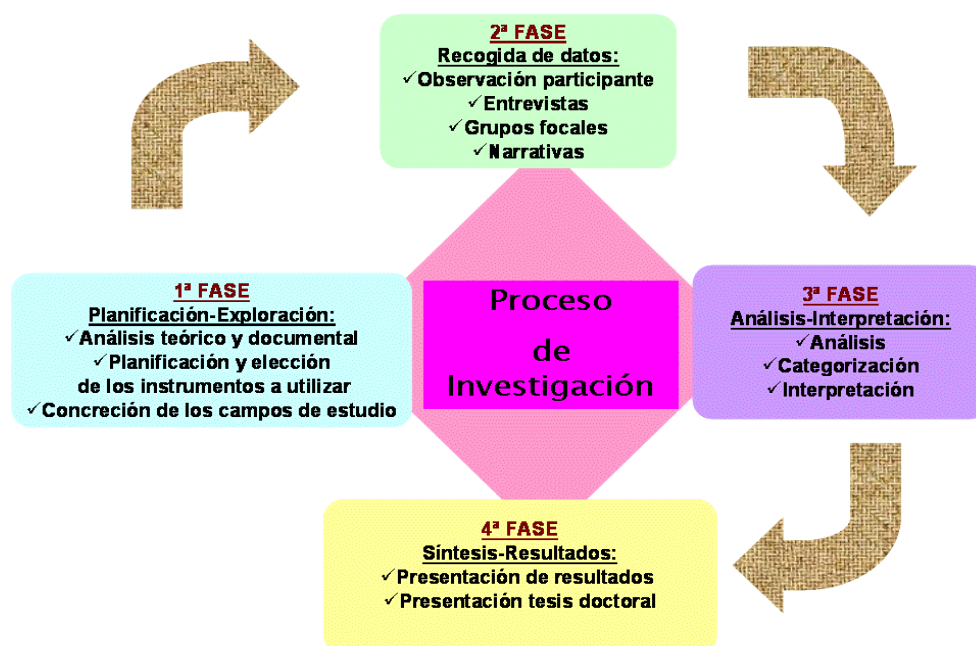 2ª FASE
Recogida de datos:
✓Observación participante
✓Entrevistas
✓Grupos focales
✓Narrativas
1ª FASE
Planificación-Exploración:
✓Análisis teórico y documental
✓Planificación y elección
de los instrumentos a utilizar
✓Concreción de los campos de estudio
Proceso
de
Investigación
3ª FASE
Análisis-Interpretación:
✓Análisis
✓Categorización
✓Interpretación
4ª FASE
Síntesis-Resultados:
✓Presentación de resultados
✓Presentación tesis doctoral